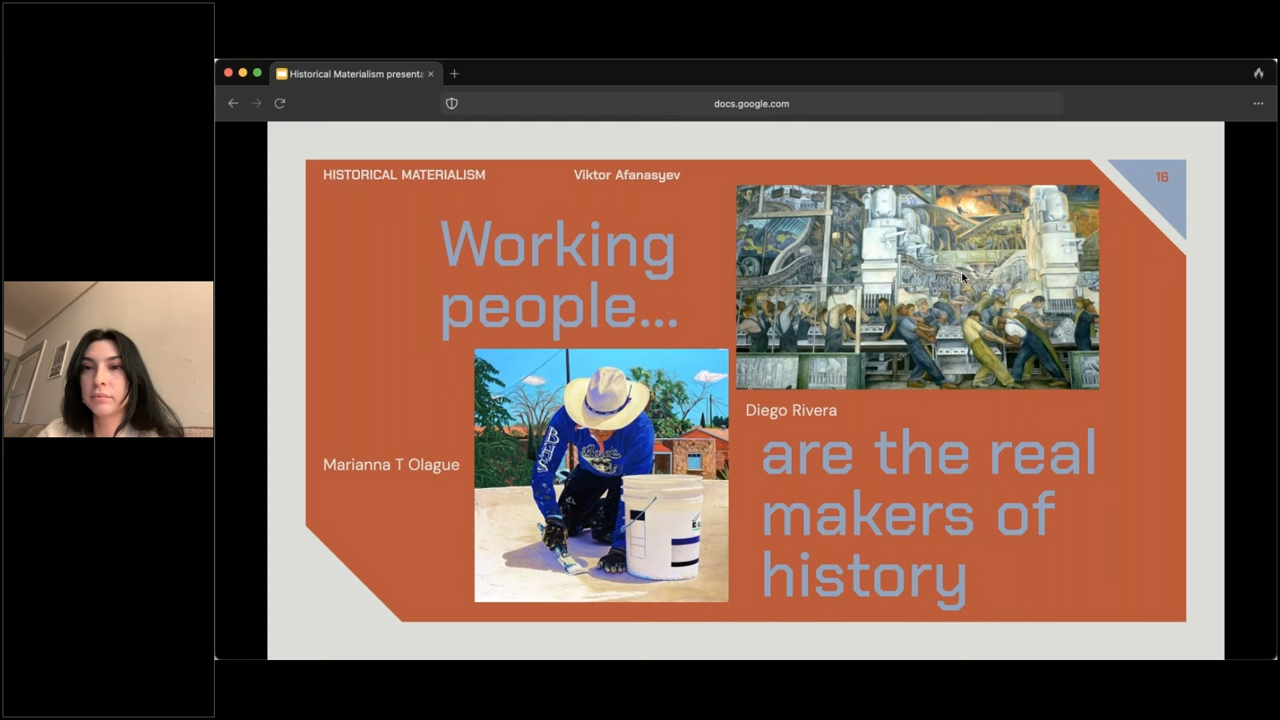 Historical Materialism present
docs.google.com
HISTORICAL MATERIALISM
Viktor Afanasyev
16
Working
people...
Diego Rivera
Marianna T Olague
are the real
makers of
history